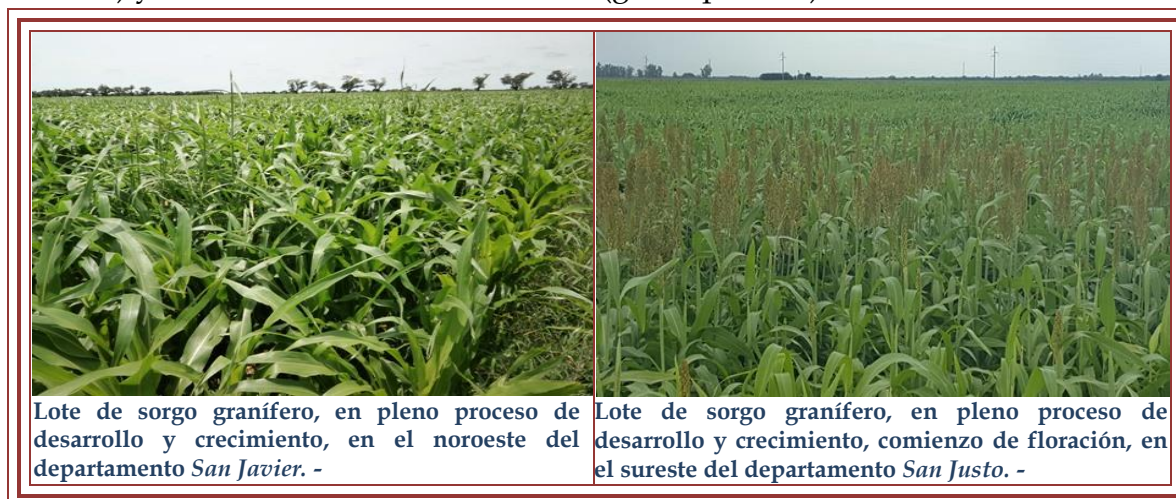 Lote de sorgo granífero, en pleno proceso de
desarrollo y crecimiento, en el noroeste del
departamento San Javier. -
Lote de sorgo granífero, en pleno proceso de
desarrollo y crecimiento, comienzo de floración, en
el sureste del departamento San Justo. -